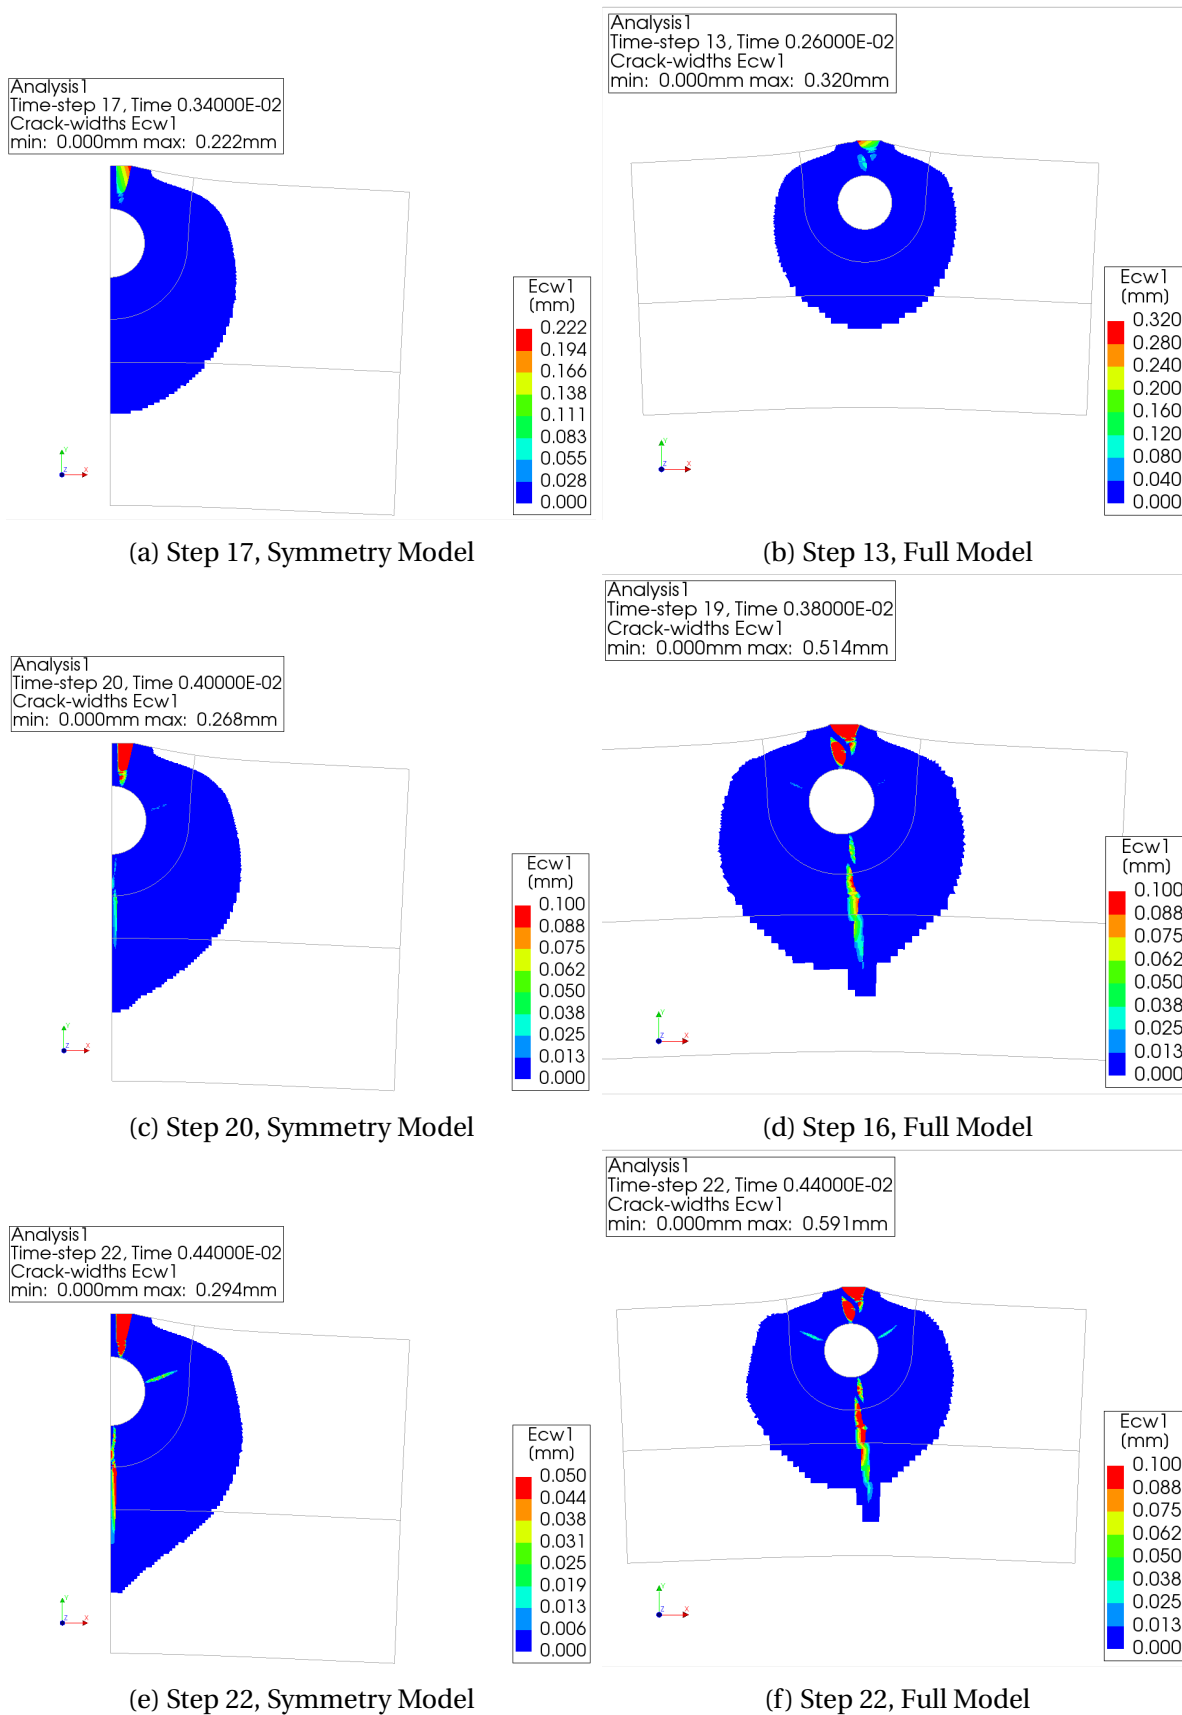 Analysis1
Time-step 17, Time 0.34000E-02
Crack-widths Ecw1
min: 0.000mm max: 0.222mm
Ecw1
(mm)
0.222
0.194
0.166
0.138
0.111
0.083
0.055
0.028
0.000
Y
Z
X
(a) Step 17, Symmetry Model
Analysis1
Time-step 13, Time 0.26000E-02
Crack-widths Ecw1
min: 0.000mm max: 0.320mm
Ecw1
(mm)
0.320
0.280
0.240
0.200
0.160
0.120
0.080
0.040
0.000
Y
Z
X
(b) Step 13, Full Model
Analysis1
Time-step 20, Time 0.40000E-02
Crack-widths Ecw1
min: 0.000mm max: 0.268mm
Ecw1
(mm)
0.100
0.088
0.075
0.062
0.050
0.038
0.025
0.013
0.000
Y
Z
X
(c) Step 20, Symmetry Model
Analysis1
Time-step 19, Time 0.38000E-02
Crack-widths Ecw1
min: 0.000mm max: 0.514mm
Ecw1
(mm)
0.100
0.088
0.075
0.062
0.050
0.038
0.025
0.013
0.000
Y
Z
X
(d) Step 16, Full Model
Analysis1
Time-step 22, Time 0.44000E-02
Crack-widths Ecw1
min: 0.000mm max: 0.294mm
Ecw1
(mm)
0.050
0.044
0.038
0.031
0.025
0.019
0.013
0.006
0.000
Y
Z
X
(e) Step 22, Symmetry Model
Analysis1
Time-step 22, Time 0.44000E-02
Crack-widths Ecw1
min: 0.000mm max: 0.591mm
Ecw1
(mm)
0.100
0.088
0.075
0.062
0.050
0.038
0.025
0.013
0.000
Y
Z
X
(f) Step 22, Full Model